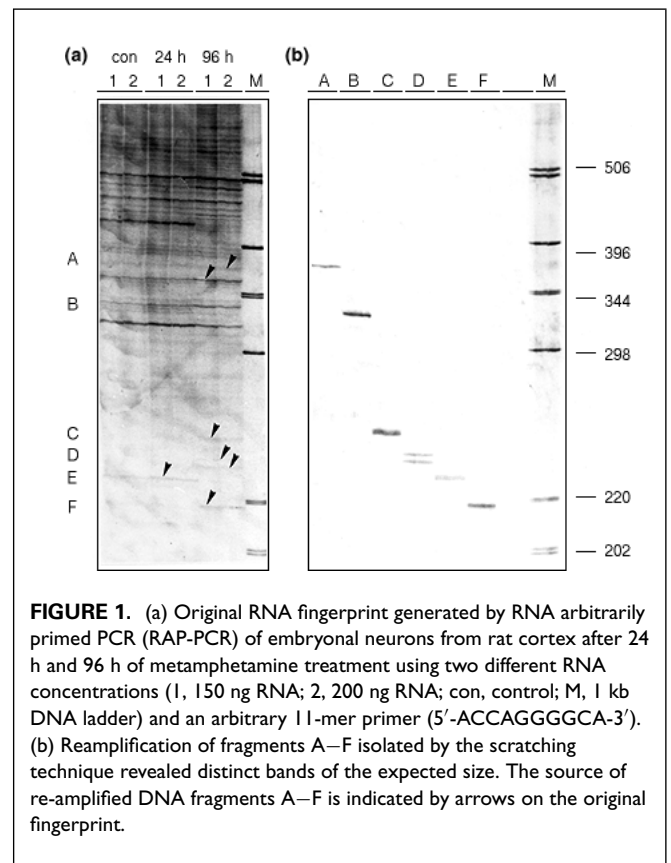 (a) con 24 h 96 h (b)
1 2 1 2 1 2 M A B C D E F M
506
396
A
344
B
298
C
D
E
220
F
202
FIGURE 1. (a) Original RNA fingerprint generated by RNA arbitrarily
primed PCR (RAP-PCR) of embryonal neurons from rat cortex after 24
h and 96 h of metamphetamine treatment using two different RNA
concentrations (1, 150 ng RNA; 2, 200 ng RNA; con, control; M, 1 kb
DNA ladder) and an arbitrary 11-mer primer (5′-ACCAGGGGCA-3′).
(b) Reamplification of fragments A–F isolated by the scratching
technique revealed distinct bands of the expected size. The source of
re-amplified DNA fragments A–F is indicated by arrows on the original
fingerprint.